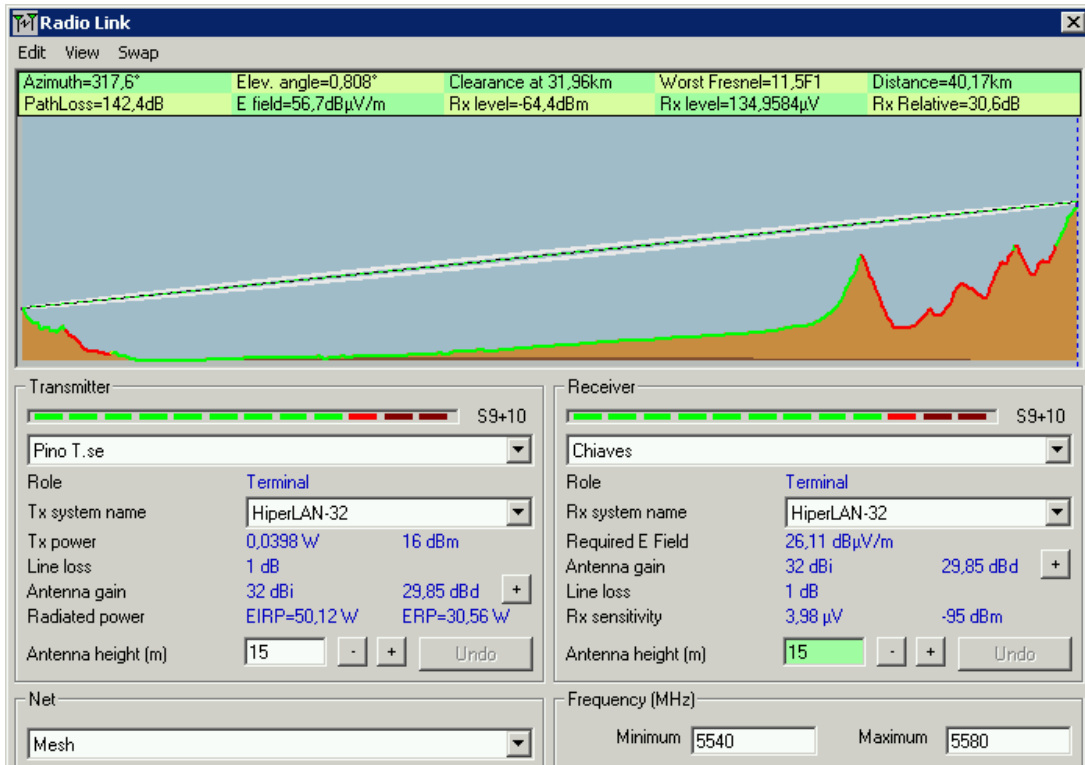 Radio Link
Edit View Swap
Azimuth=317,6° Elev. angle=0,808° Clearance at 31,96km Worst Fresnel=11,5F1 Distance=40,17km
PathLoss=142,4dB E field=56,7dBµV/m Rx level=-64,4dBm Rx level=134,9584µV Rx Relative=30,6dB
Transmitter
S9+10
Pino T.se
Role Terminal
Tx system name HiperLAN-32
Tx power 0,0398 W 16 dBm
Line loss 1 dB
Antenna gain 32 dBi 29,85 dBd +
Radiated power EIRP=50,12 W ERP=30,56 W
Antenna height (m) 15 - + Undo
Net
Mesh
Receiver
S9+10
Chiaves
Role Terminal
Rx system name HiperLAN-32
Required E Field 26,11 dBµV/m
Antenna gain 32 dBi 29,85 dBd +
Line loss 1 dB
Rx sensitivity 3,98 µV -95 dBm
Antenna height (m) 15 - + Undo
Frequency (MHz)
Minimum 5540 Maximum 5580